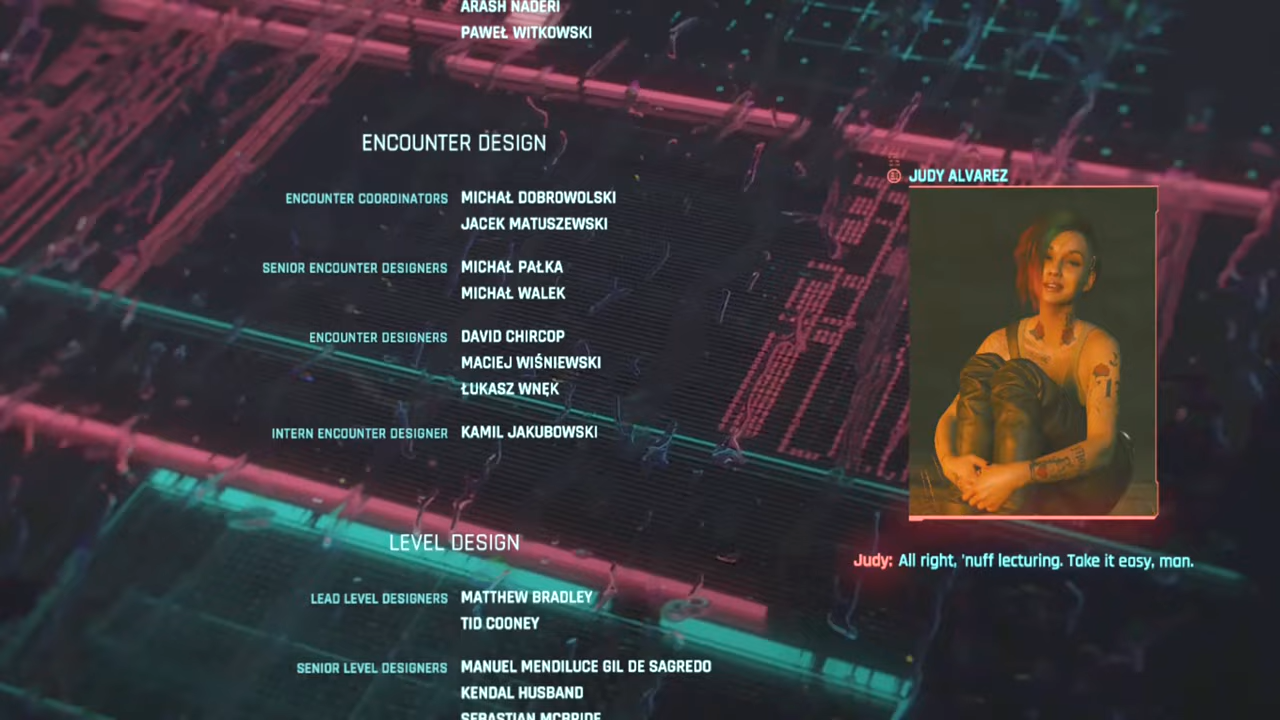 ARASH NADERI
PAWEŁ WITKOWSKI
ENCOUNTER DESIGN
ENCOUNTER COORDINATORS MICHAŁ DOBROWOLSKI
JACEK MATUSZEWSKI
SENIOR ENCOUNTER DESIGNERS MICHAŁ PAŁKA
MICHAŁ WALEK
ENCOUNTER DESIGNERS DAVID CHIRCOP
MACIEJ WIŚNIEWSKI
ŁUKASZ WNĘK
INTERN ENCOUNTER DESIGNER KAMIL JAKUBOWSKI
LEVEL DESIGN
LEAD LEVEL DESIGNERS MATTHEW BRADLEY
TID COONEY
SENIOR LEVEL DESIGNERS MANUEL MENDILUCE GIL DE SAGREDO
KENDAL HUSBAND
SEBASTIAN MCBRIDE
JUDY ALVAREZ
Judy: All right, 'nuff lecturing. Take it easy, man.